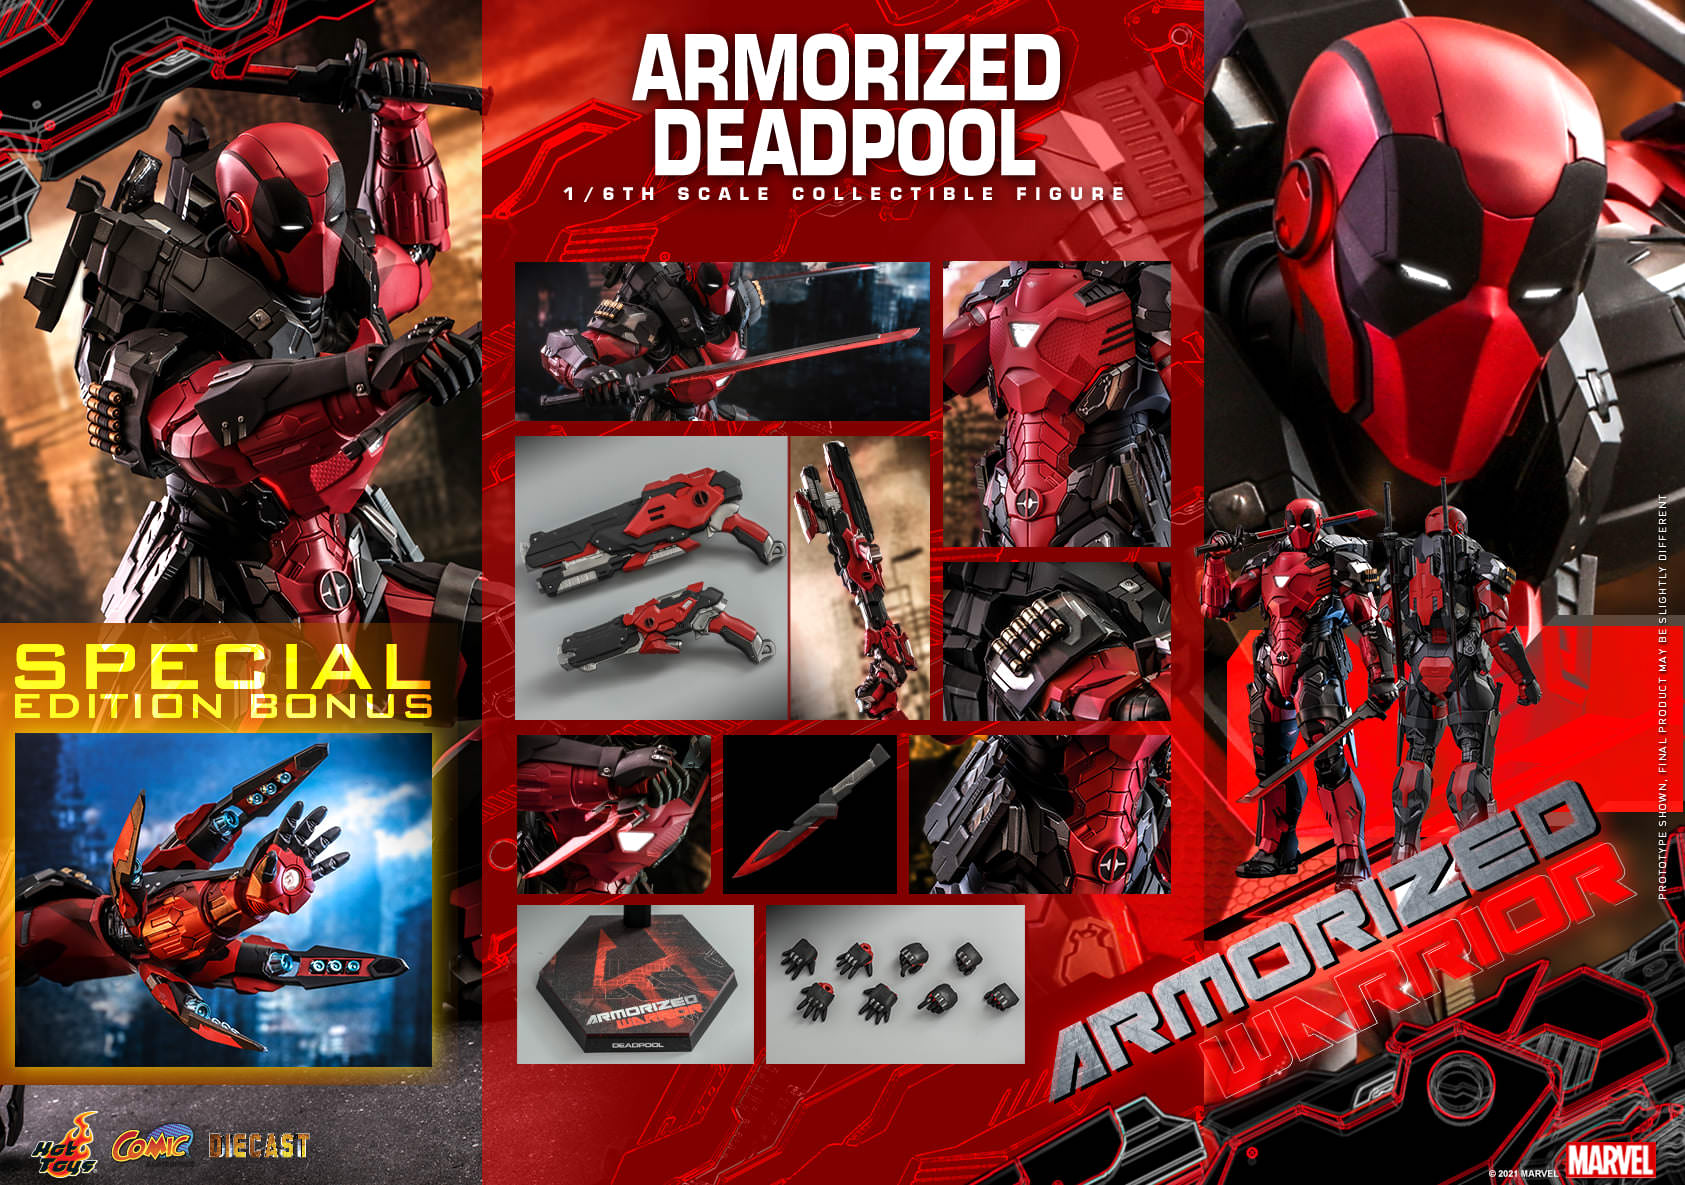 ARMORIZED
DEADPOOL
1/6TH SCALE COLLECTIBLE FIGURE
SPECIAL
EDITION BONUS
ARMORIZED
WARRIOR
DEADPOOL
ARMORIZED
WARRIOR
PROTOTYPE SHOWN, FINAL PRODUCT MAY BE SLIGHTLY DIFFERENT
Hot
Toys
COMIC
DIECAST
© 2021 MARVEL
MARVEL